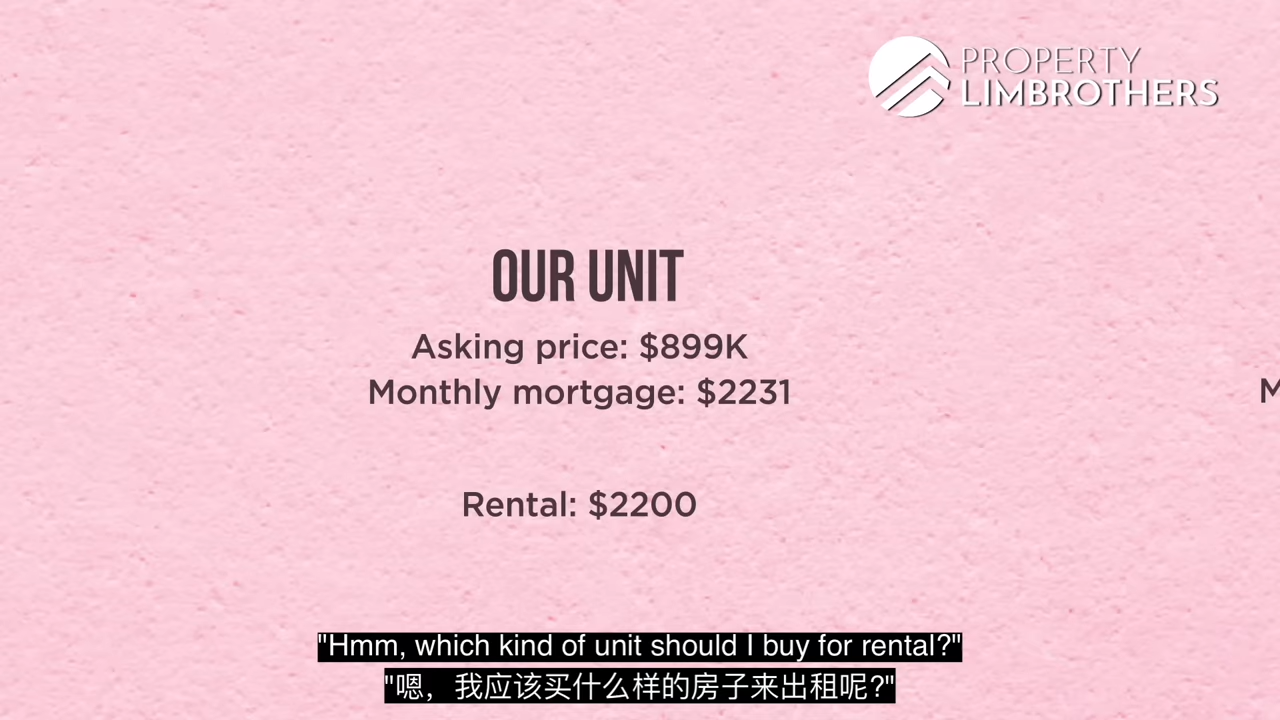 PROPERTY
LIMBROTHERS
OUR UNIT
Asking price: $899K
Monthly mortgage: $2231
M
Rental: $2200
"Hmm, which kind of unit should I buy for rental?"
"嗯，我应该买什么样的房子来出租呢?"